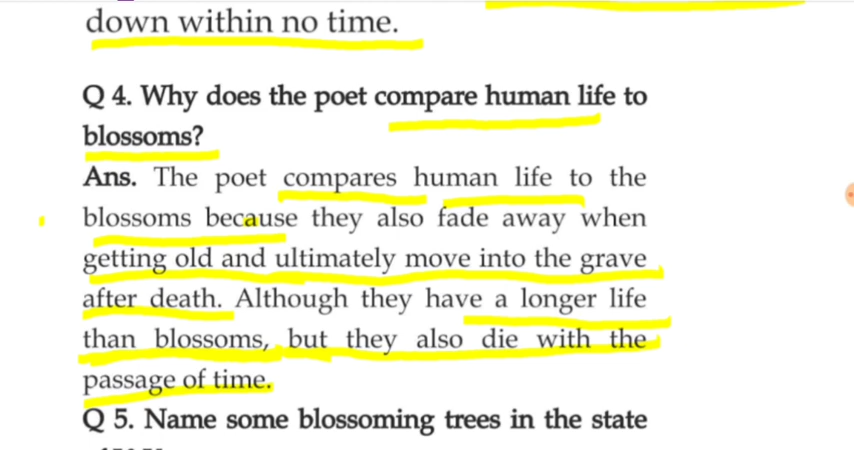 down within no time.
Q 4. Why does the poet compare human life to
blossoms?
Ans. The poet compares human life to the
blossoms because they also fade away when
getting old and ultimately move into the grave
after death. Although they have a longer life
than blossoms, but they also die with the
passage of time.
Q 5. Name some blossoming trees in the state